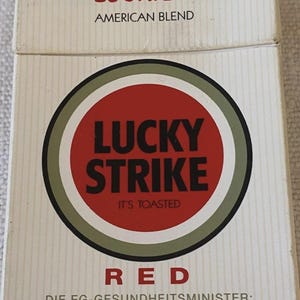 AMERICAN BLEND
LUCKY
STRIKE
IT'S TOASTED
RED
DIE EG-GESUNDHEITSMINISTER: